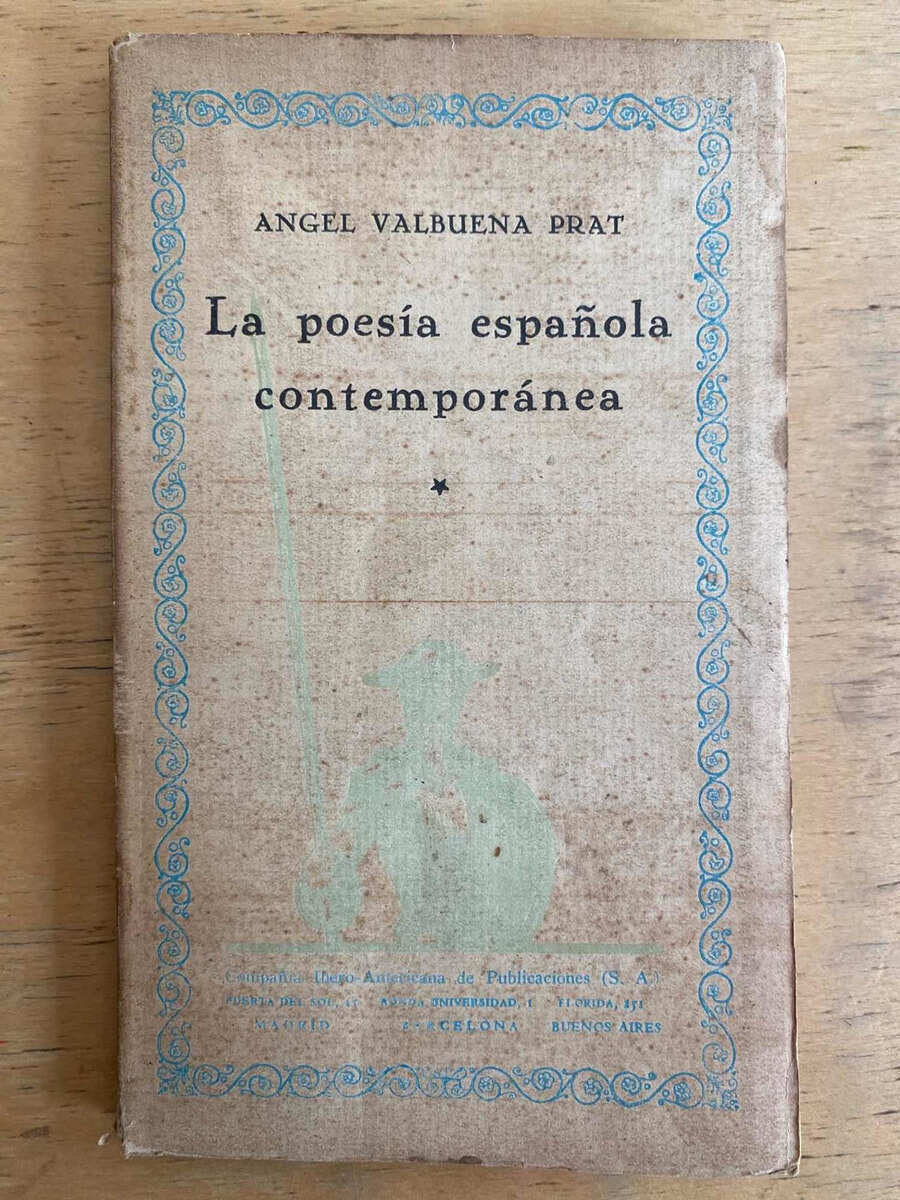 ANGEL VALBUENA PRAT
La poesía española
contemporánea
Compañía Ibero-Americana de Publicaciones (S. A.)
PUERTA DEL SOL, 15 RONDA UNIVERSIDAD, 1 FLORIDA, 251
MADRID BARCELONA BUENOS AIRES